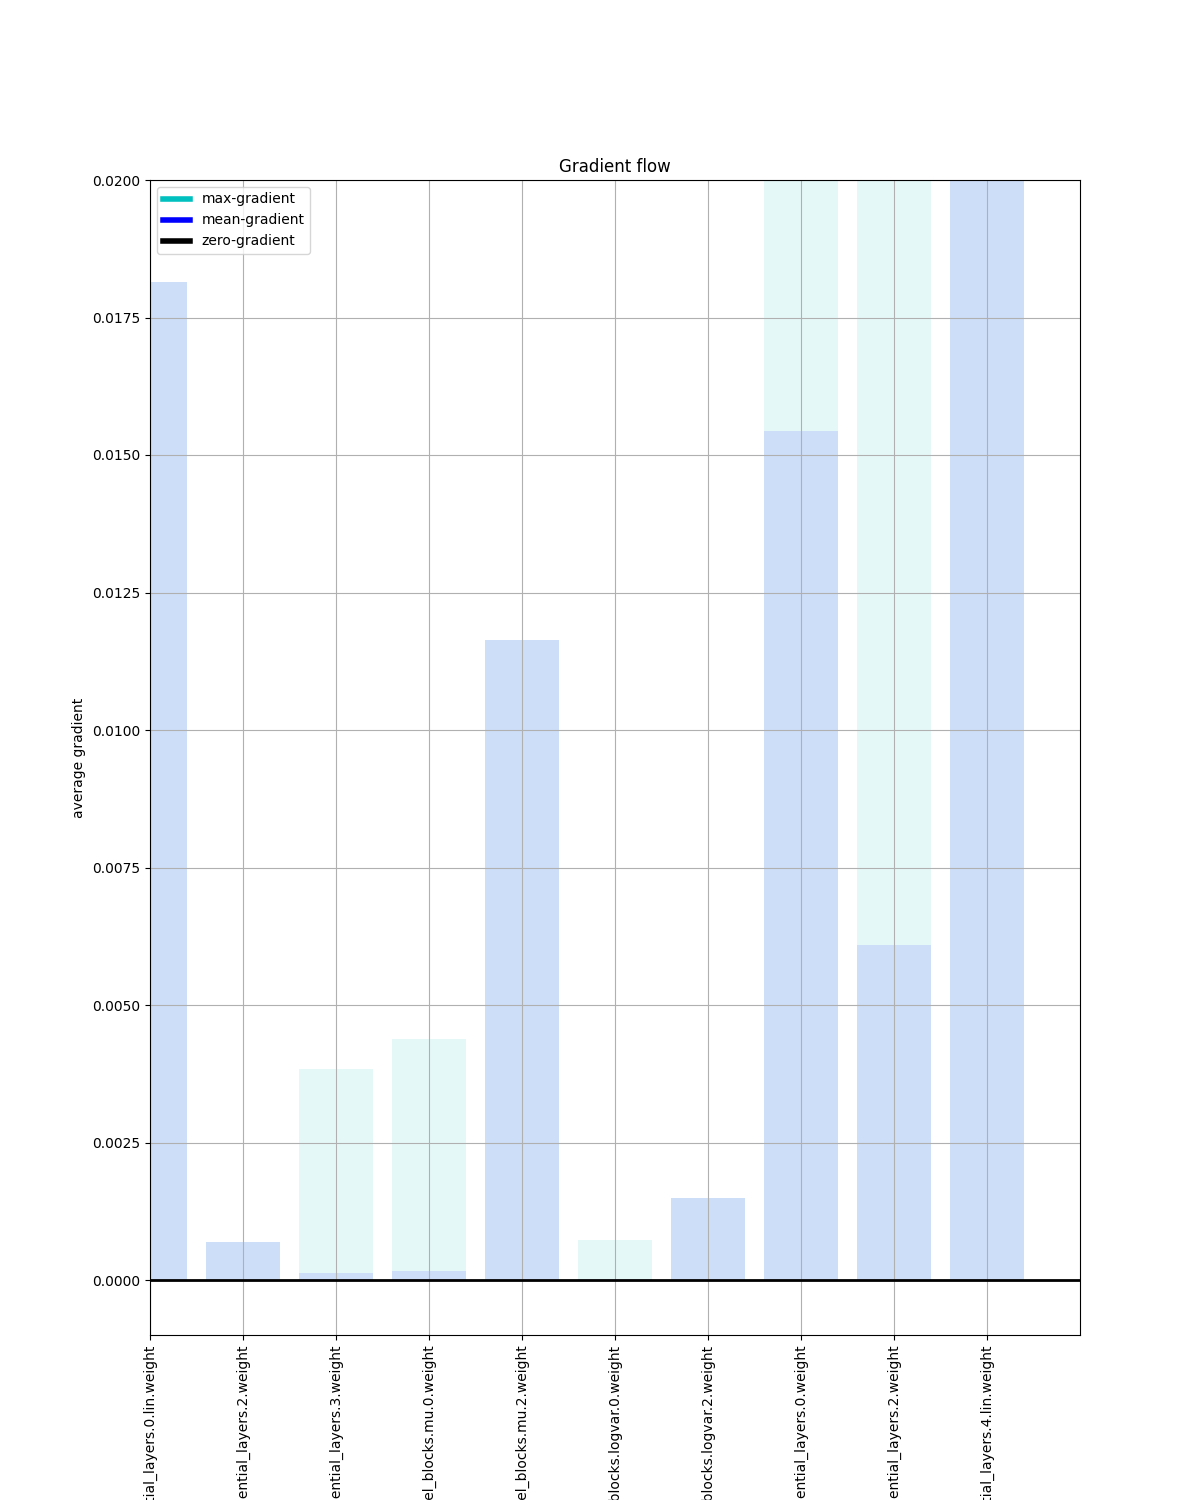 Gradient flow
max-gradient
mean-gradient
zero-gradient
0.0200
0.0175
0.0150
0.0125
0.0100
0.0075
0.0050
0.0025
0.0000
average gradient
tial_layers.0.lin.weight
ential_layers.2.weight
ential_layers.3.weight
el_blocks.mu.0.weight
el_blocks.mu.2.weight
blocks.logvar.0.weight
blocks.logvar.2.weight
ential_layers.0.weight
ential_layers.2.weight
tial_layers.4.lin.weight